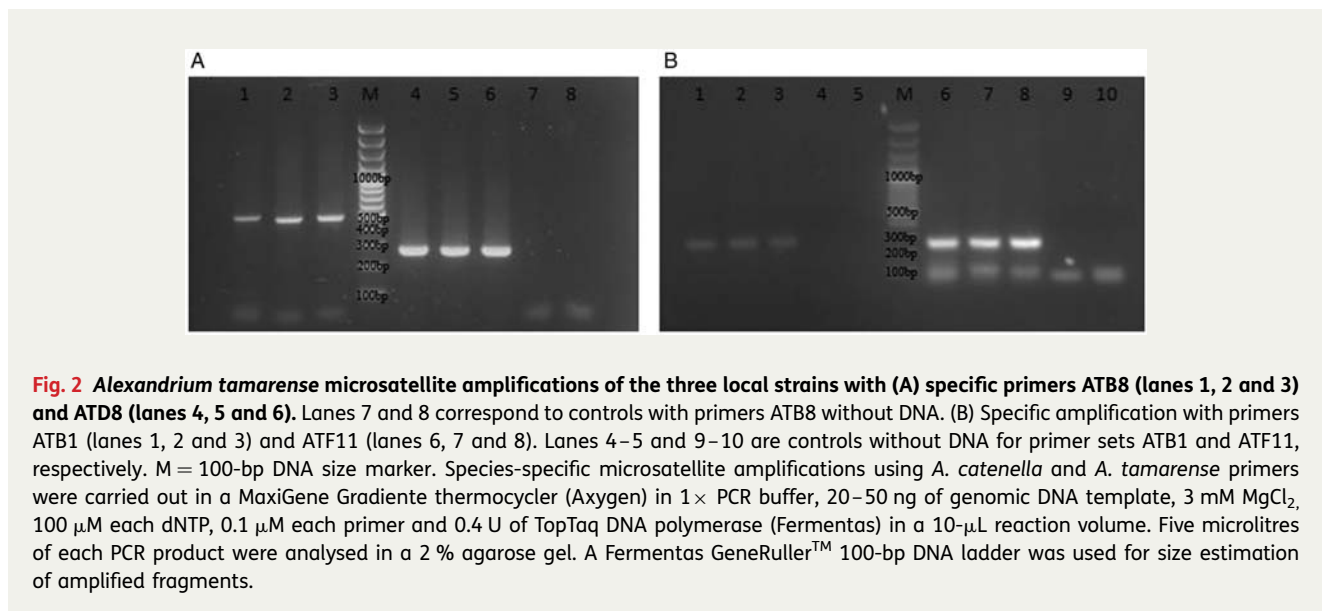 A
B
1 2 3 M 4 5 6 7 8
1 2 3 4 5 M 6 7 8 9 10
1000bp
500bp
400bp
300bp
200bp
100bp
1000bp
500bp
300bp
200bp
100bp
Fig. 2 Alexandrium tamarense microsatellite amplifications of the three local strains with (A) specific primers ATB8 (lanes 1, 2 and 3)
and ATD8 (lanes 4, 5 and 6). Lanes 7 and 8 correspond to controls with primers ATB8 without DNA. (B) Specific amplification with primers
ATB1 (lanes 1, 2 and 3) and ATF11 (lanes 6, 7 and 8). Lanes 4–5 and 9–10 are controls without DNA for primer sets ATB1 and ATF11,
respectively. M = 100-bp DNA size marker. Species-specific microsatellite amplifications using A. catenella and A. tamarense primers
were carried out in a MaxiGene Gradiente thermocycler (Axygen) in 1× PCR buffer, 20–50 ng of genomic DNA template, 3 mM MgCl2,
100 μM each dNTP, 0.1 μM each primer and 0.4 U of TopTaq DNA polymerase (Fermentas) in a 10-μL reaction volume. Five microlitres
of each PCR product were analysed in a 2 % agarose gel. A Fermentas GeneRuller™ 100-bp DNA ladder was used for size estimation
of amplified fragments.